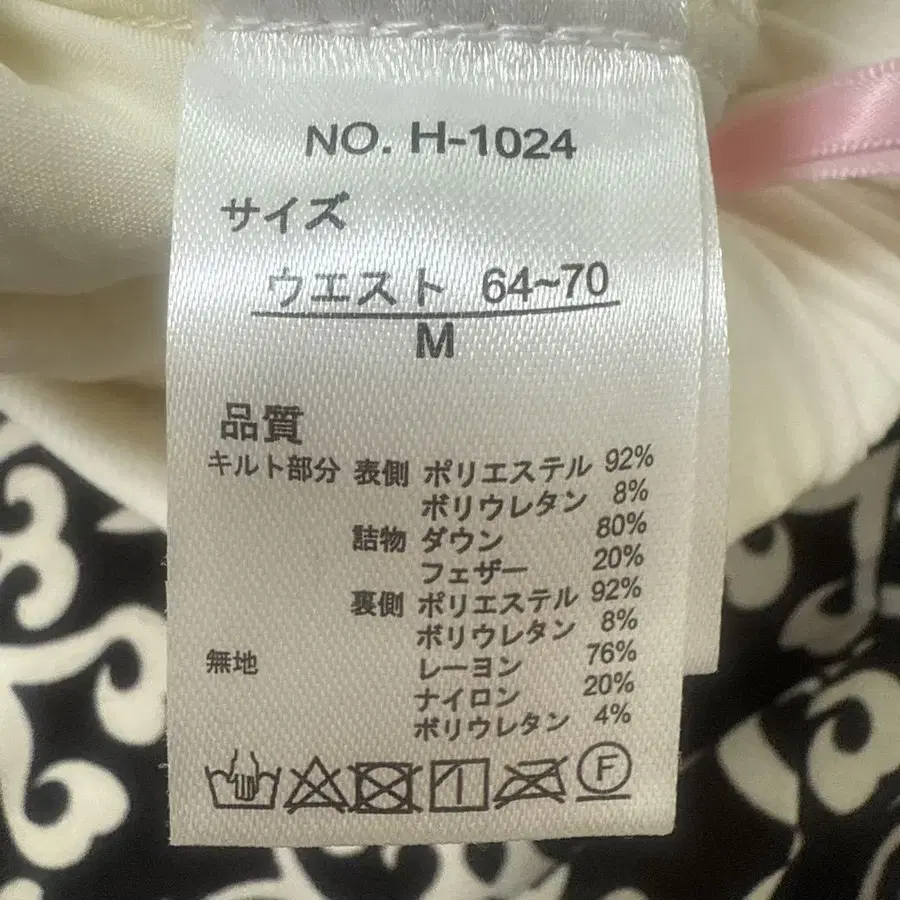 NO. H-1024
サイズ
ウエスト 64~70
M
品質
キルト部分 表側 ポリエステル 92%
ポリウレタン 8%
詰物 ダウン 80%
フェザー 20%
裏側 ポリエステル 92%
ポリウレタン 8%
無地 レーヨン 76%
ナイロン 20%
ポリウレタン 4%
F